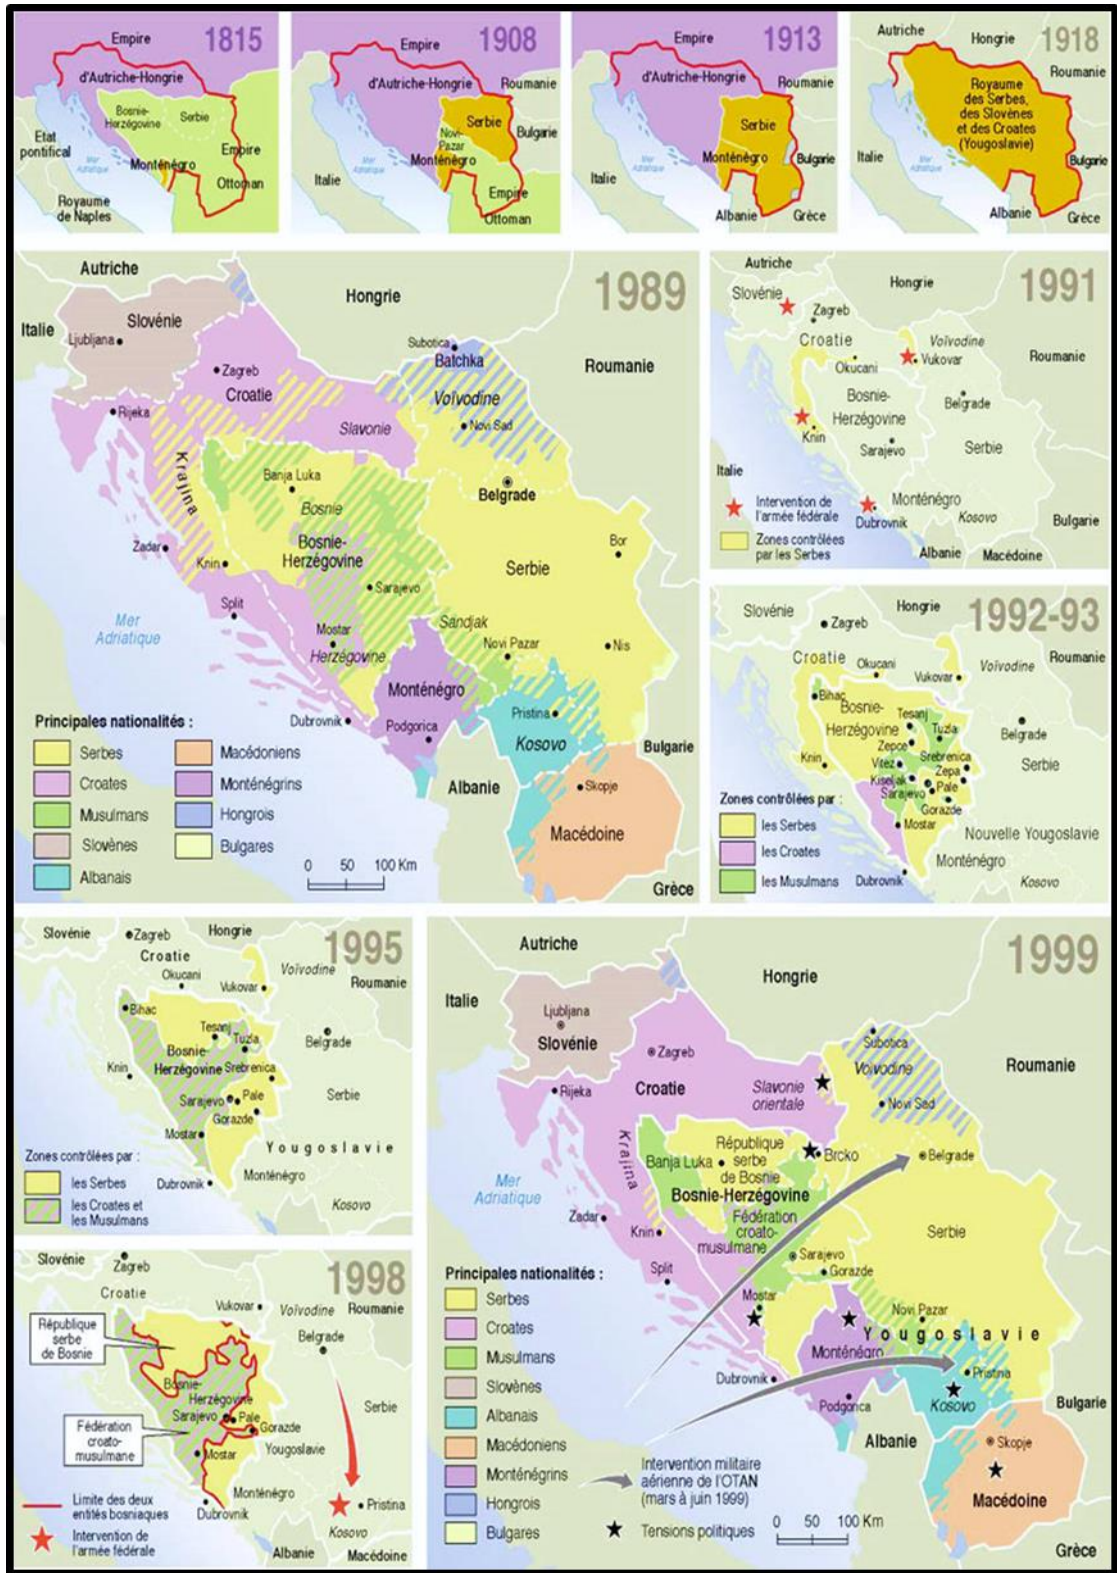 1815
Empire
d'Autriche-Hongrie
Bosnie-
Herzégovine
Serbie
Etat
pontifical
Mer
Adriatique
Monténégro
Empire
Ottoman
Royaume
de Naples
1908
Empire
d'Autriche-Hongrie
Roumanie
Serbie
Novi-
Pazar
Bulgarie
Mer
Adriatique
Monténégro
Italie
Empire
Ottoman
1913
Empire
d'Autriche-Hongrie
Roumanie
Serbie
Mer
Adriatique
Monténégro
Bulgarie
Italie
Albanie
Grèce
1918
Autriche
Hongrie
Roumanie
Royaume
des Serbes,
des Slovènes
et des Croates
(Yougoslavie)
Italie
Mer
Adriatique
Bulgarie
Albanie
Grèce
1989
Autriche
Hongrie
Italie
Slovénie
Ljubljana
Subotica
Batchka
Roumanie
Zagreb
Croatie
Voïvodine
Rijeka
Slavonie
Novi Sad
Krajina
Banja Luka
Belgrade
Bosnie
Bosnie-
Herzégovine
Bor
Zadar
Knin
Serbie
Sarajevo
Split
Mer
Adriatique
Sandjak
Mostar
Herzégovine
Novi Pazar
Nis
Monténégro
Dubrovnik
Podgorica
Pristina
Kosovo
Bulgarie
Albanie
Skopje
Macédoine
Grèce
Principales nationalités :
Serbes
Croates
Musulmans
Slovènes
Albanais
Macédoniens
Monténégrins
Hongrois
Bulgares
0 50 100 Km
1991
Autriche
Hongrie
Slovénie
Zagreb
Croatie
Voïvodine
Okucani
Vukovar
Roumanie
Bosnie-
Herzégovine
Belgrade
Knin
Sarajevo
Serbie
Italie
Monténégro
Dubrovnik
Kosovo
Bulgarie
Albanie
Macédoine
Intervention de
l'armée fédérale
Zones contrôlées
par les Serbes
1992-93
Slovénie
Hongrie
Zagreb
Croatie
Okucani
Voïvodine
Roumanie
Vukovar
Bihac
Bosnie-
Herzégovine
Tesanj
Tuzla
Belgrade
Zepce
Srebrenica
Knin
Vitez
Zepa
Serbie
Kiseljak
Pale
Sarajevo
Gorazde
Mostar
Nouvelle Yougoslavie
Monténégro
Dubrovnik
Kosovo
Zones contrôlées par :
les Serbes
les Croates
les Musulmans
1995
Slovénie
Zagreb
Hongrie
Croatie
Okucani
Voïvodine
Vukovar
Roumanie
Bihac
Tesanj
Tuzla
Belgrade
Bosnie-
Herzégovine
Srebrenica
Knin
Sarajevo
Pale
Serbie
Gorazde
Mostar
Yougoslavie
Monténégro
Dubrovnik
Kosovo
Zones contrôlées par :
les Serbes
les Croates et
les Musulmans
1998
Slovénie
Zagreb
Hongrie
Croatie
Vukovar
Voïvodine
Roumanie
République
serbe
de Bosnie
Belgrade
Bosnie-
Herzégovine
Serbie
Sarajevo
Pale
Gorazde
Fédération
croato-
musulmane
Yougoslavie
Mostar
Monténégro
Dubrovnik
Pristina
Kosovo
Albanie
Macédoine
Limite des deux
entités bosniaques
Intervention de
l'armée fédérale
1999
Autriche
Hongrie
Italie
Ljubljana
Slovénie
Subotica
Roumanie
Zagreb
Voïvodine
Rijeka
Croatie
Slavonie
orientale
Novi Sad
Krajina
République
serbe
de Bosnie
Banja Luka
Brcko
Belgrade
Bosnie-Herzégovine
Mer
Adriatique
Fédération
croato-
musulmane
Zadar
Knin
Serbie
Sarajevo
Gorazde
Split
Mostar
Novi Pazar
Yougoslavie
Monténégro
Dubrovnik
Pristina
Podgorica
Kosovo
Bulgarie
Albanie
Skopje
Macédoine
Grèce
Principales nationalités :
Serbes
Croates
Musulmans
Slovènes
Albanais
Macédoniens
Monténégrins
Hongrois
Bulgares
Intervention militaire
aérienne de l'OTAN
(mars à juin 1999)
Tensions politiques
0 50 100 Km